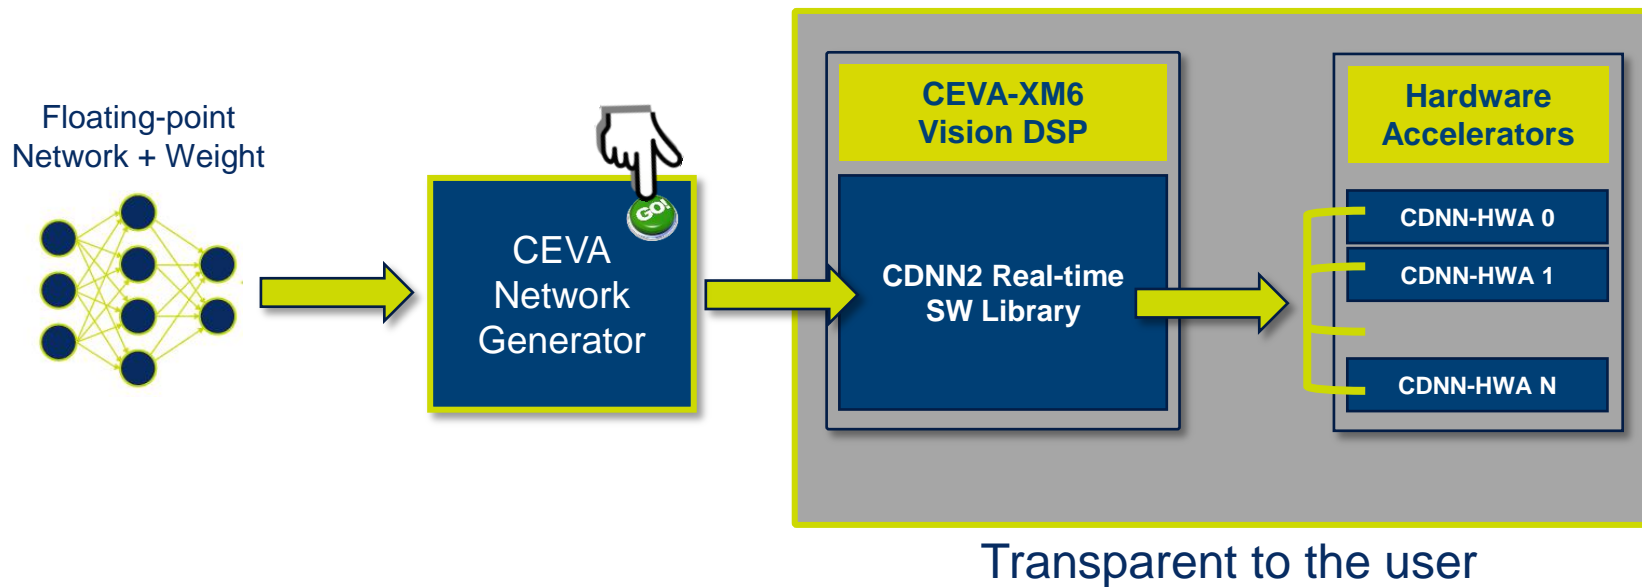 Floating-point
Network + Weight
GO!
CEVA
Network
Generator
CEVA-XM6
Vision DSP
CDNN2 Real-time
SW Library
Hardware
Accelerators
CDNN-HWA 0
CDNN-HWA 1
CDNN-HWA N
Transparent to the user